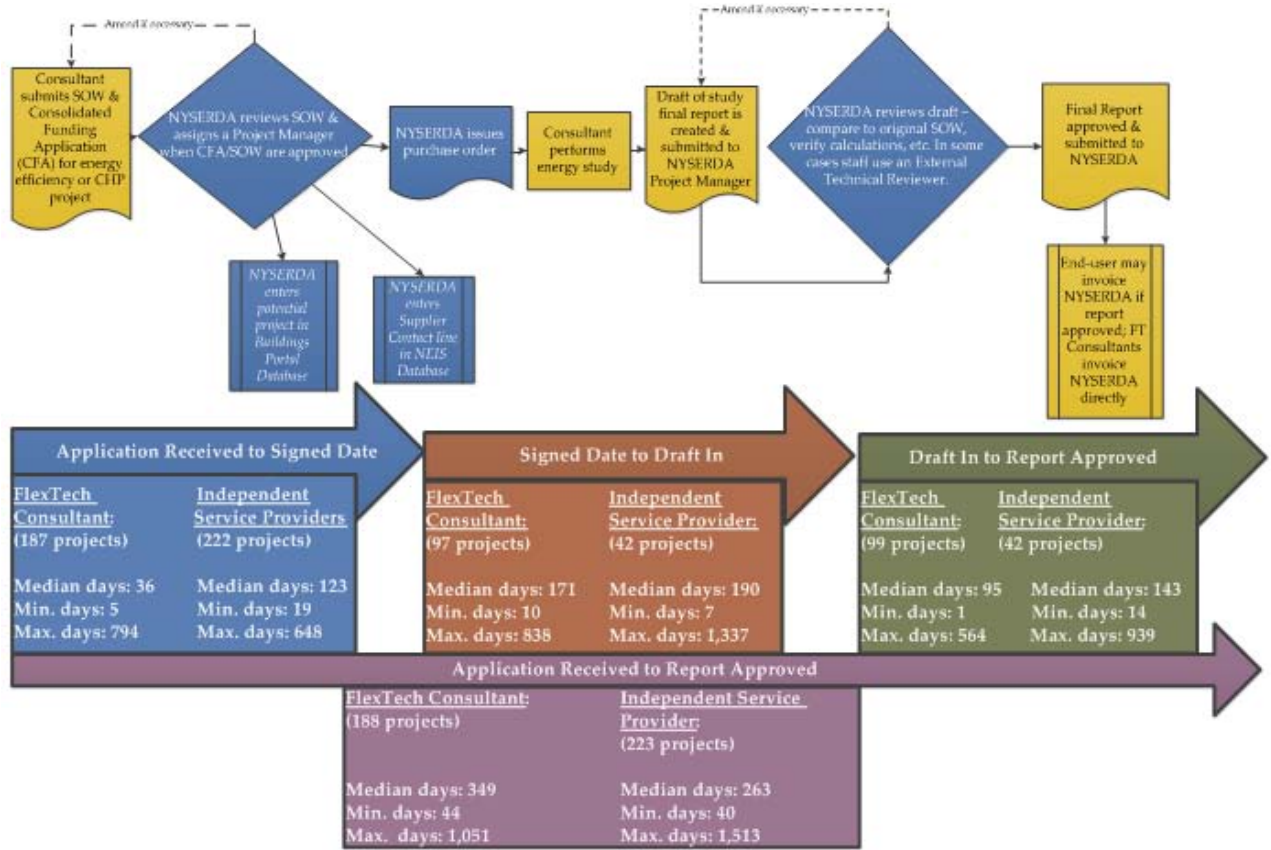 Amend if necessary
Amend if necessary
Consultant
submits SOW &
Consolidated
Funding
Application
(CFA) for energy
efficiency or CHP
project
NYSERDA reviews SOW &
assigns a Project Manager
when CFA/SOW are approved
NYSERDA issues
purchase order
Consultant
performs
energy study
Draft of study
final report is
created &
submitted to
NYSERDA
Project Manager
NYSERDA reviews draft –
compare to original SOW,
verify calculations, etc. In some
cases staff use an External
Technical Reviewer.
Final Report
approved &
submitted to
NYSERDA
NYSERDA
enters
potential
project in
Buildings
Portal
Database
NYSERDA
enters
Supplier
Contact line
in NEIS
Database
End-user may
invoice
NYSERDA if
report
approved; FT
Consultants
invoice
NYSERDA
directly
Application Received to Signed Date
FlexTech
Consultant:
(187 projects)
Median days: 36
Min. days: 5
Max. days: 794
Independent
Service Providers
(222 projects)
Median days: 123
Min. days: 19
Max. days: 648
Signed Date to Draft In
FlexTech
Consultant:
(97 projects)
Median days: 171
Min. days: 10
Max. days: 838
Independent
Service Provider:
(42 projects)
Median days: 190
Min. days: 7
Max. days: 1,337
Draft In to Report Approved
FlexTech
Consultant:
(99 projects)
Median days: 95
Min. days: 1
Max. days: 564
Independent
Service Provider:
(42 projects)
Median days: 143
Min. days: 14
Max. days: 939
Application Received to Report Approved
FlexTech Consultant:
(188 projects)
Median days: 349
Min. days: 44
Max. days: 1,051
Independent Service
Provider:
(223 projects)
Median days: 263
Min. days: 40
Max. days: 1,513